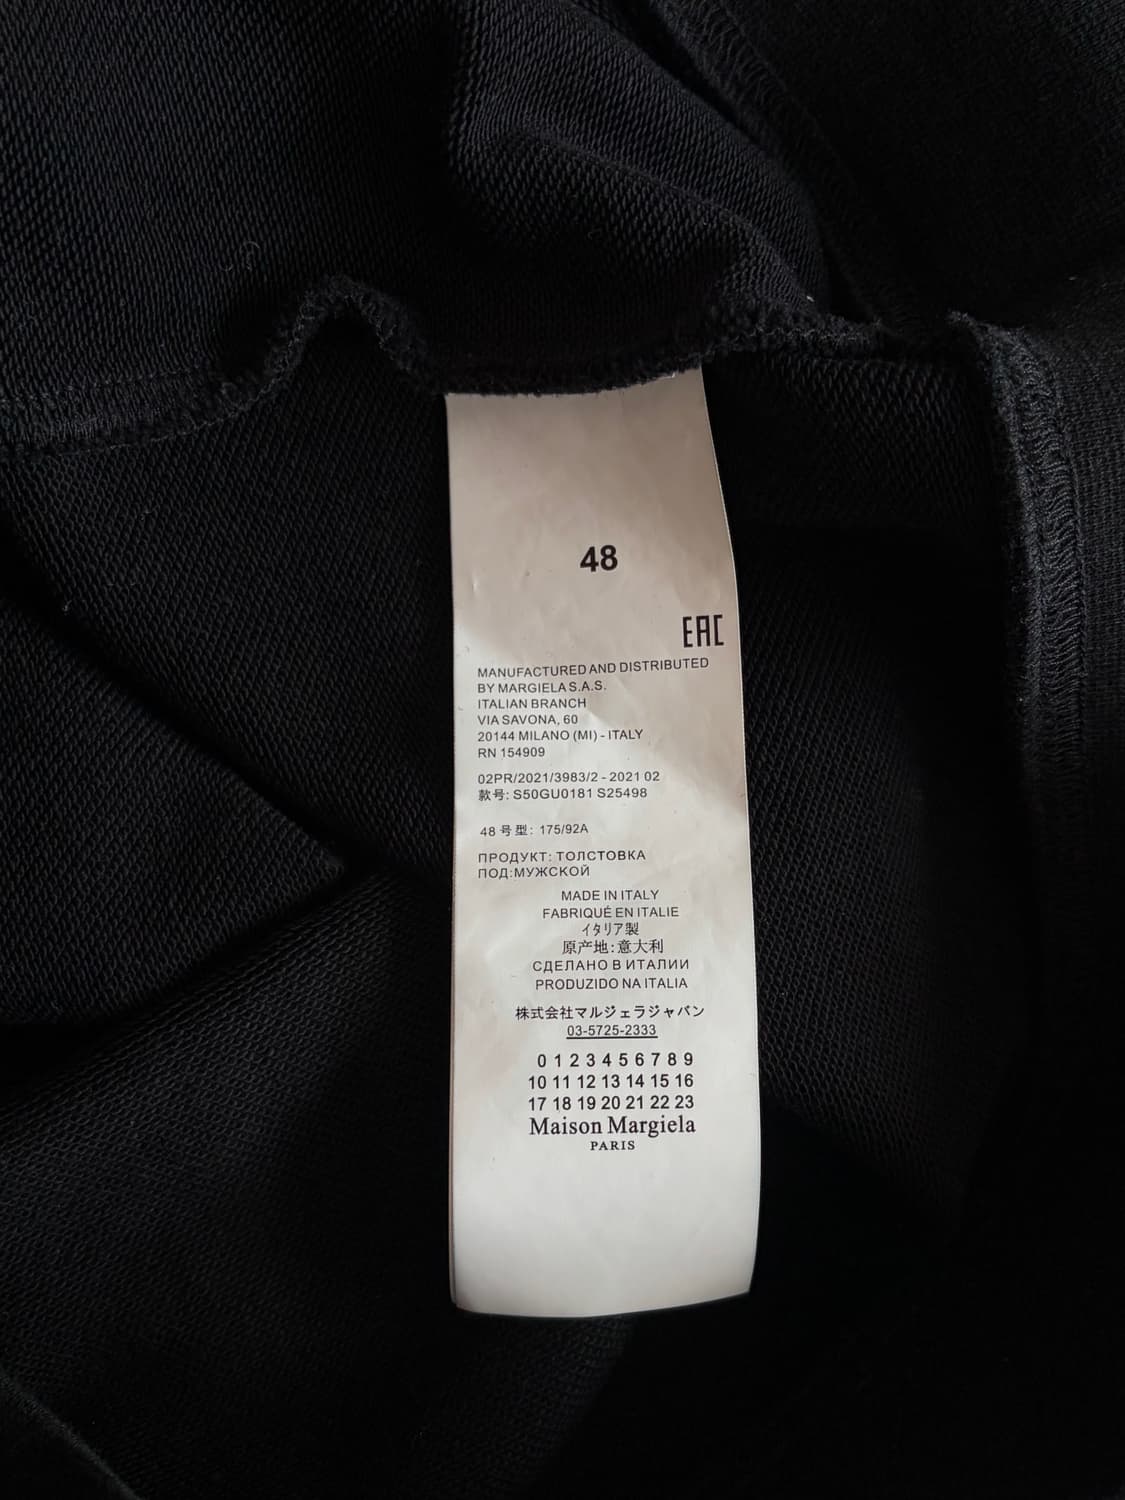 48
EAC
MANUFACTURED AND DISTRIBUTED
BY MARGIELA S.A.S.
ITALIAN BRANCH
VIA SAVONA, 60
20144 MILANO (MI) - ITALY
RN 154909
02PR/2021/3983/2 - 2021 02
款号: S50GU0181 S25498
48 号型: 175/92A
ПРОДУКТ: ТОЛСТОВКА
ПОД:МУЖСКОЙ
MADE IN ITALY
FABRIQUÉ EN ITALIE
イタリア製
原产地:意大利
СДЕЛАНО В ИТАЛИИ
PRODUZIDO NA ITALIA
株式会社マルジェラジャパン
03-5725-2333
0 1 2 3 4 5 6 7 8 9
10 11 12 13 14 15 16
17 18 19 20 21 22 23
Maison Margiela
PARIS